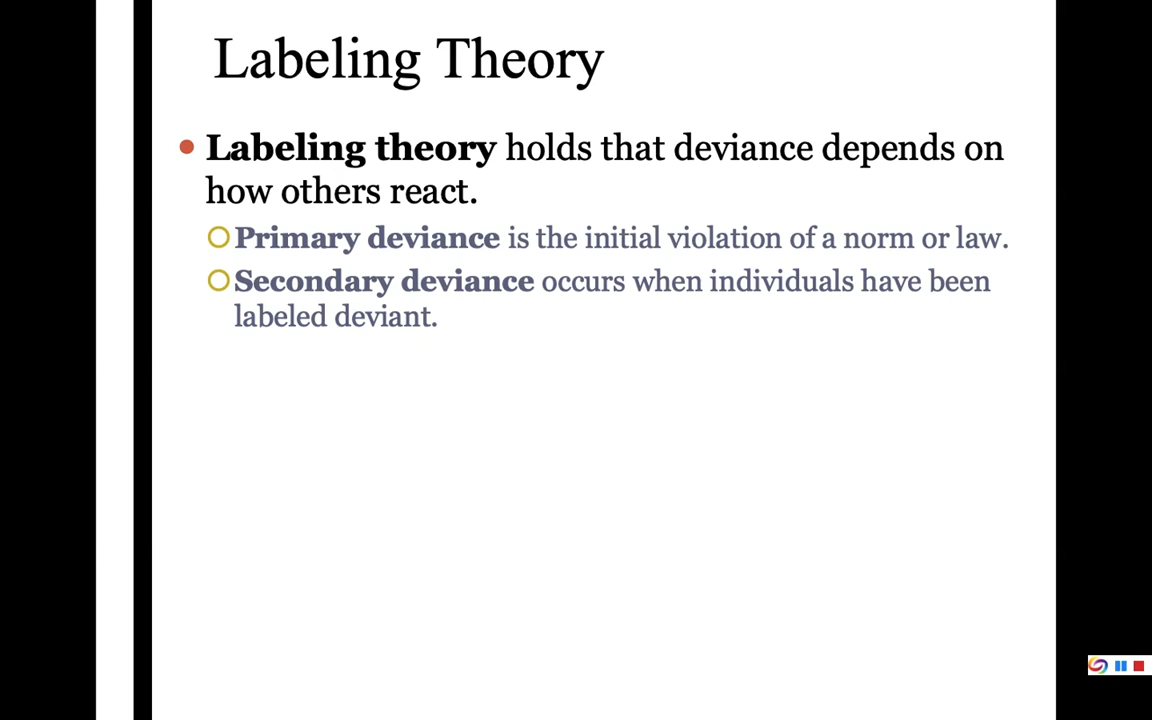 Labeling Theory
Labeling theory holds that deviance depends on
how others react.
Primary deviance is the initial violation of a norm or law.
Secondary deviance occurs when individuals have been
labeled deviant.